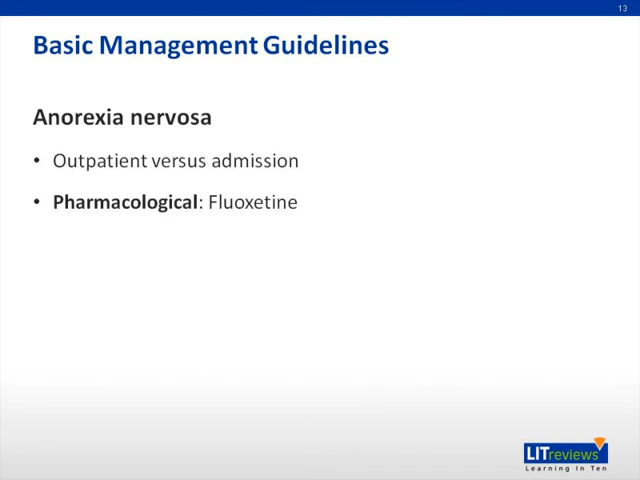 13
Basic Management Guidelines
Anorexia nervosa
• Outpatient versus admission
• Pharmacological: Fluoxetine
LITreviews
Learning In Ten